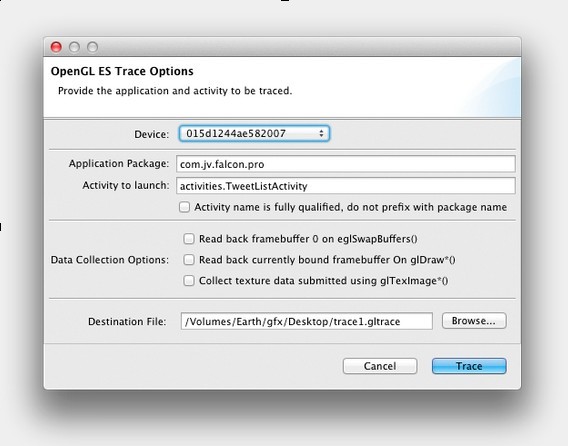 OpenGL ES Trace Options
Provide the application and activity to be traced.
Device: 015d1244ae582007
Application Package: com.jv.falcon.pro
Activity to launch: activities.TweetListActivity
Activity name is fully qualified, do not prefix with package name
Read back framebuffer 0 on eglSwapBuffers()
Data Collection Options: Read back currently bound framebuffer On glDraw*()
Collect texture data submitted using glTexImage*()
Destination File: /Volumes/Earth/gfx/Desktop/trace1.gltrace Browse...
Cancel Trace